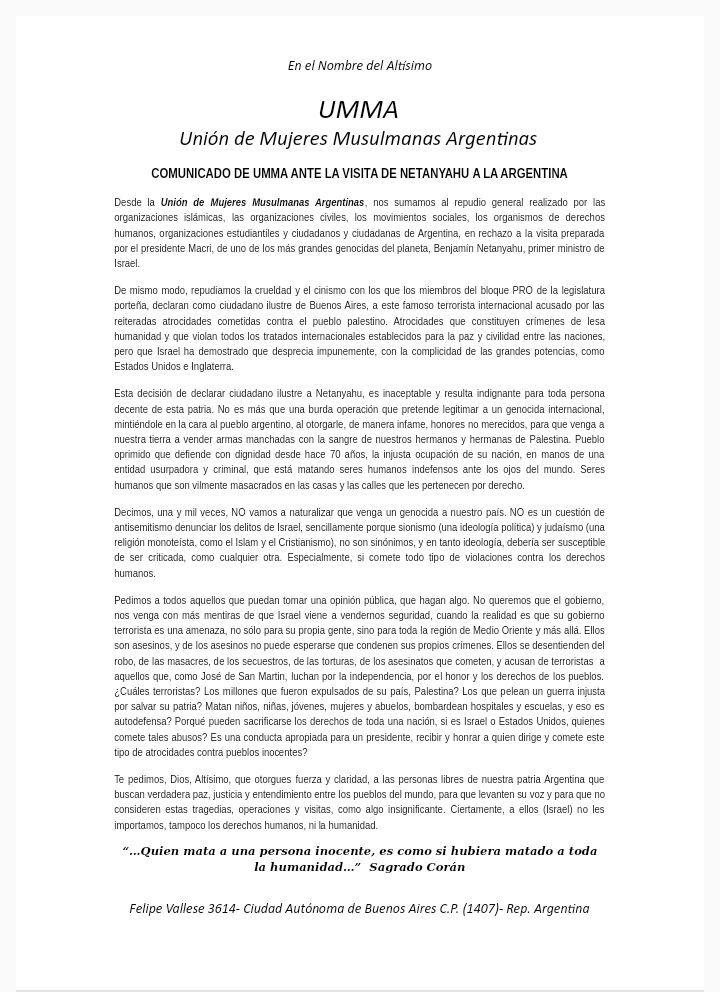 En el Nombre del Altísimo
UMMA
Unión de Mujeres Musulmanas Argentinas
COMUNICADO DE UMMA ANTE LA VISITA DE NETANYAHU A LA ARGENTINA
Desde la Unión de Mujeres Musulmanas Argentinas, nos sumamos al repudio general realizado por las
organizaciones islámicas, las organizaciones civiles, los movimientos sociales, los organismos de derechos
humanos, organizaciones estudiantiles y ciudadanos y ciudadanas de Argentina, en rechazo a la visita preparada
por el presidente Macri, de uno de los más grandes genocidas del planeta, Benjamín Netanyahu, primer ministro de
Israel.
De mismo modo, repudiamos la crueldad y el cinismo con los que los miembros del bloque PRO de la legislatura
porteña, declaran como ciudadano ilustre de Buenos Aires, a este famoso terrorista internacional acusado por las
reiteradas atrocidades cometidas contra el pueblo palestino. Atrocidades que constituyen crímenes de lesa
humanidad y que violan todos los tratados internacionales establecidos para la paz y civilidad entre las naciones,
pero que Israel ha demostrado que desprecia impunemente, con la complicidad de las grandes potencias, como
Estados Unidos e Inglaterra.
Esta decisión de declarar ciudadano ilustre a Netanyahu, es inaceptable y resulta indignante para toda persona
decente de esta patria. No es más que una burda operación que pretende legitimar a un genocida internacional,
mintiéndole en la cara al pueblo argentino, al otorgarle, de manera infame, honores no merecidos, para que venga a
nuestra tierra a vender armas manchadas con la sangre de nuestros hermanos y hermanas de Palestina. Pueblo
oprimido que defiende con dignidad desde hace 70 años, la injusta ocupación de su nación, en manos de una
entidad usurpadora y criminal, que está matando seres humanos indefensos ante los ojos del mundo. Seres
humanos que son vilmente masacrados en las casas y las calles que les pertenecen por derecho.
Decimos, una y mil veces, NO vamos a naturalizar que venga un genocida a nuestro país. NO es un cuestión de
antisemitismo denunciar los delitos de Israel, sencillamente porque sionismo (una ideología política) y judaísmo (una
religión monoteísta, como el Islam y el Cristianismo), no son sinónimos, y en tanto ideología, debería ser susceptible
de ser criticada, como cualquier otra. Especialmente, si comete todo tipo de violaciones contra los derechos
humanos.
Pedimos a todos aquellos que puedan tomar una opinión pública, que hagan algo. No queremos que el gobierno,
nos venga con más mentiras de que Israel viene a vendernos seguridad, cuando la realidad es que su gobierno
terrorista es una amenaza, no sólo para su propia gente, sino para toda la región de Medio Oriente y más allá. Ellos
son asesinos, y de los asesinos no puede esperarse que condenen sus propios crímenes. Ellos se desentienden del
robo, de las masacres, de los secuestros, de las torturas, de los asesinatos que cometen, y acusan de terroristas a
aquellos que, como José de San Martin, luchan por la independencia, por el honor y los derechos de los pueblos.
¿Cuáles terroristas? Los millones que fueron expulsados de su país, Palestina? Los que pelean un guerra injusta
por salvar su patria? Matan niños, niñas, jóvenes, mujeres y abuelos, bombardean hospitales y escuelas, y eso es
autodefensa? Porqué pueden sacrificarse los derechos de toda una nación, si es Israel o Estados Unidos, quienes
comete tales abusos? Es una conducta apropiada para un presidente, recibir y honrar a quien dirige y comete este
tipo de atrocidades contra pueblos inocentes?
Te pedimos, Dios, Altísimo, que otorgues fuerza y claridad, a las personas libres de nuestra patria Argentina que
buscan verdadera paz, justicia y entendimiento entre los pueblos del mundo, para que levanten su voz y para que no
consideren estas tragedias, operaciones y visitas, como algo insignificante. Ciertamente, a ellos (Israel) no les
importamos, tampoco los derechos humanos, ni la humanidad.
“…Quien mata a una persona inocente, es como si hubiera matado a toda
la humanidad…” Sagrado Corán
Felipe Vallese 3614- Ciudad Autónoma de Buenos Aires C.P. (1407)- Rep. Argentina